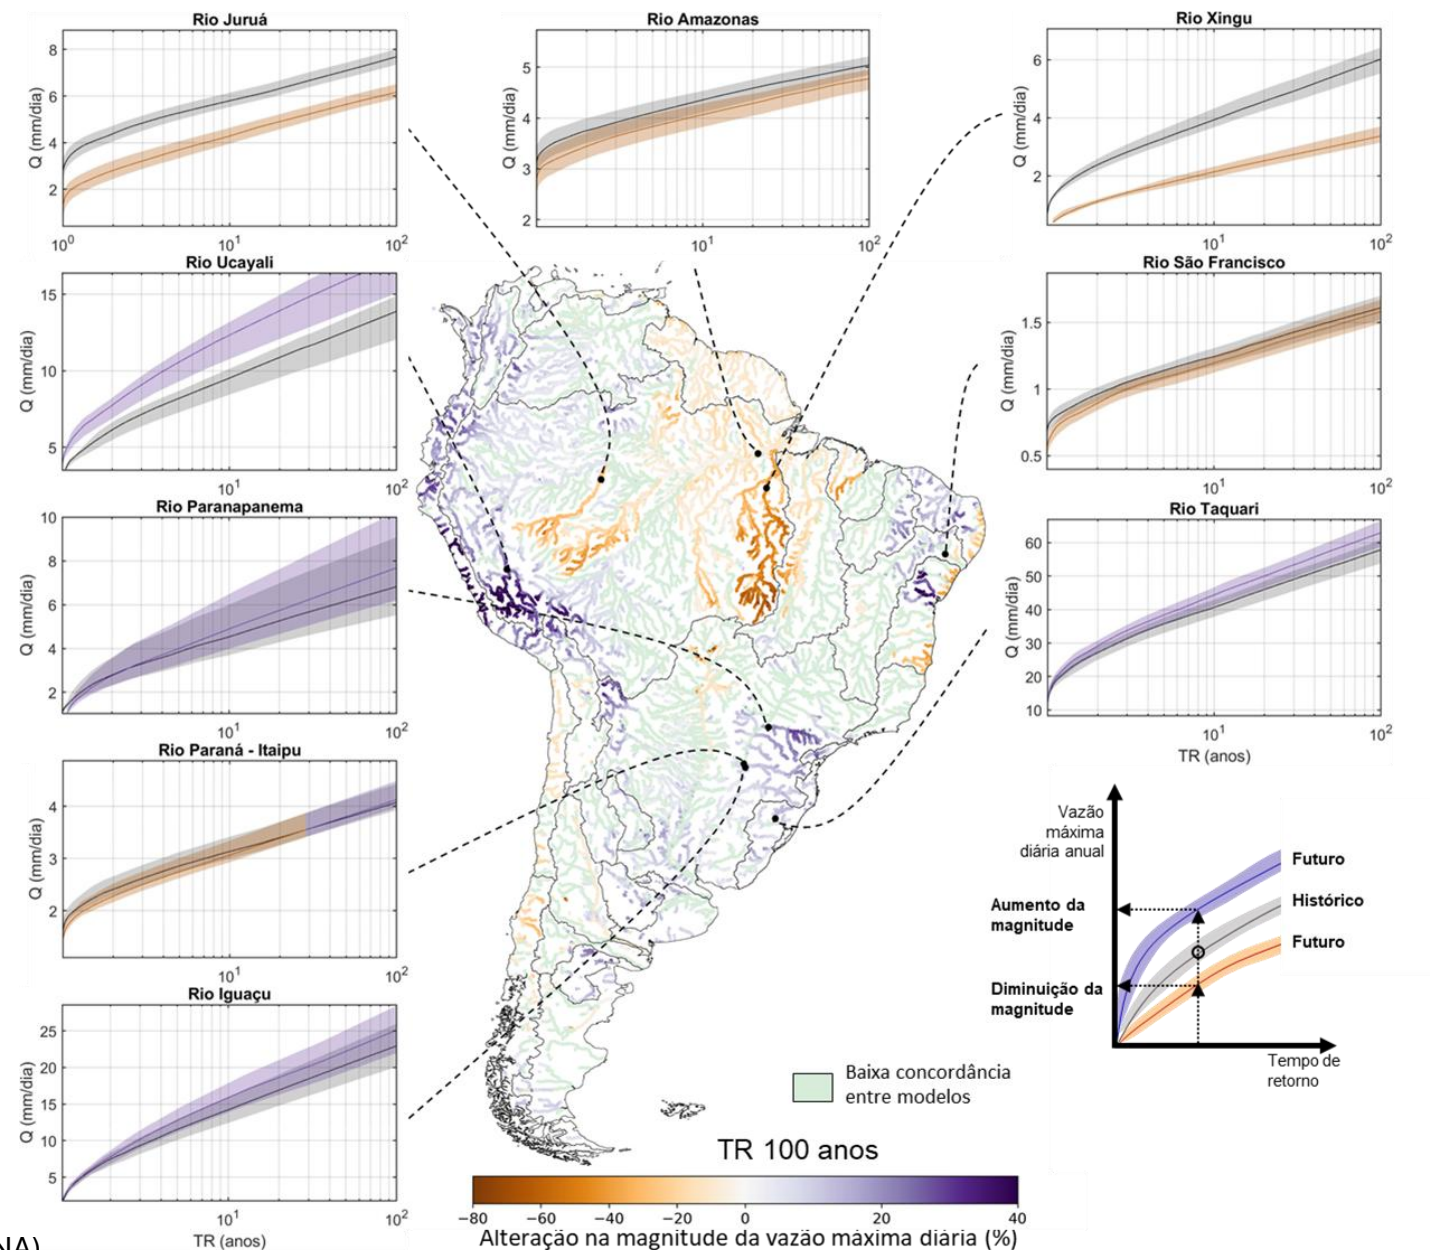 Rio Juruá
Q (mm/dia)
8
6
4
2
10^0
10^1
10^2
Rio Amazonas
Q (mm/dia)
5
4
3
2
10^1
10^2
Rio Xingu
Q (mm/dia)
6
4
2
10^1
10^2
Rio Ucayali
Q (mm/dia)
15
10
5
10^1
10^2
Rio São Francisco
Q (mm/dia)
1.5
1
0.5
10^1
10^2
Rio Paranapanema
Q (mm/dia)
10
8
6
4
2
10^1
10^2
Rio Taquari
Q (mm/dia)
60
50
40
30
20
10
10^1
10^2
TR (anos)
Rio Paraná - Itaipu
Q (mm/dia)
4
3
2
10^1
10^2
Rio Iguaçu
Q (mm/dia)
25
20
15
10
5
10^1
10^2
TR (anos)
Vazão
máxima
diária anual
Futuro
Histórico
Futuro
Aumento da
magnitude
Diminuição da
magnitude
Tempo de
retorno
Baixa concordância
entre modelos
TR 100 anos
−80 −60 −40 −20 0 20 40
Alteração na magnitude da vazão máxima diária (%)
NA)